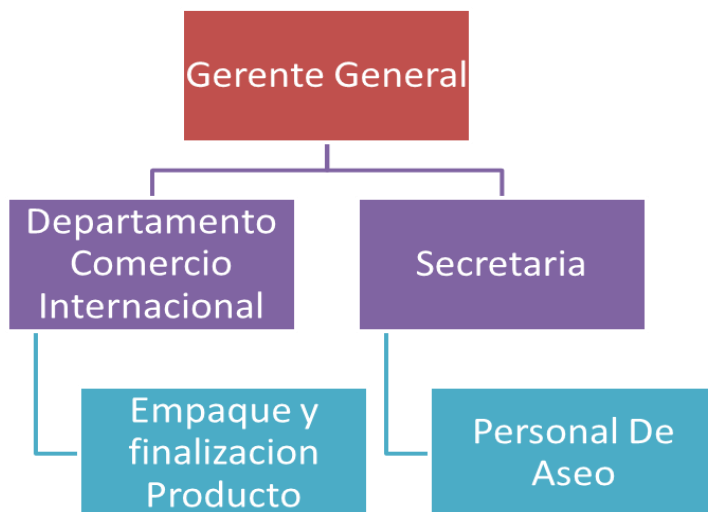 Gerente General
Departamento
Comercio
Internacional
Secretaria
Empaque y
finalizacion
Producto
Personal De
Aseo